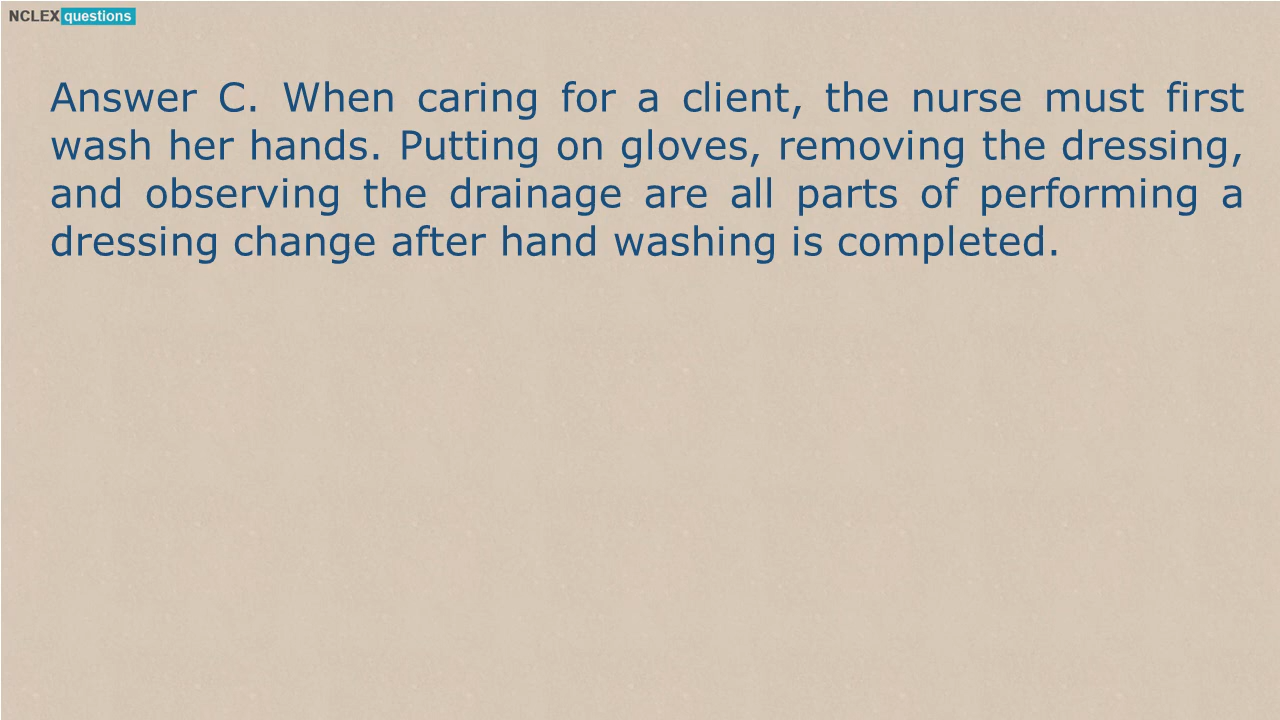 NCLEX questions
Answer C. When caring for a client, the nurse must first
wash her hands. Putting on gloves, removing the dressing,
and observing the drainage are all parts of performing a
dressing change after hand washing is completed.